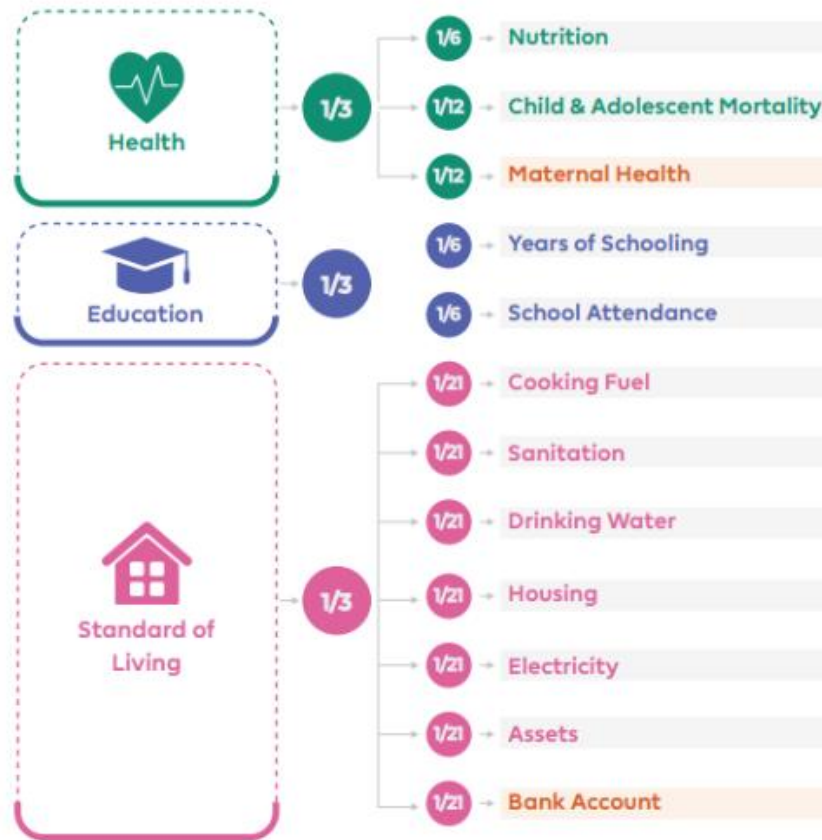 Health
1/3
1/6 Nutrition
1/12 Child & Adolescent Mortality
1/12 Maternal Health
Education
1/3
1/6 Years of Schooling
1/6 School Attendance
Standard of
Living
1/3
1/21 Cooking Fuel
1/21 Sanitation
1/21 Drinking Water
1/21 Housing
1/21 Electricity
1/21 Assets
1/21 Bank Account